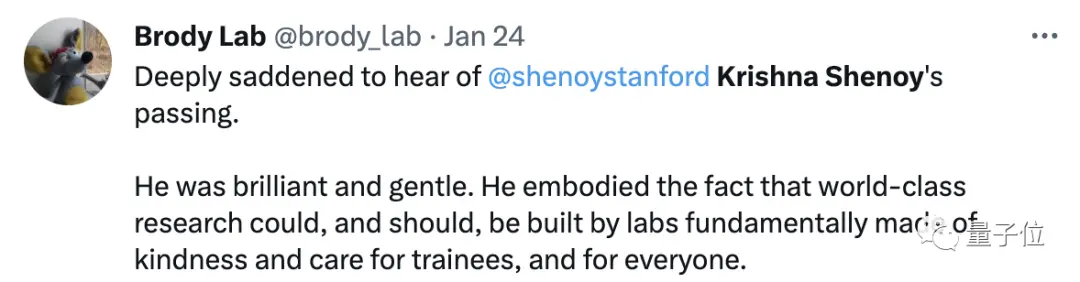 Brody Lab @brody_lab · Jan 24
Deeply saddened to hear of @shenoystanford Krishna Shenoy's
passing.
He was brilliant and gentle. He embodied the fact that world-class
research could, and should, be built by labs fundamentally made of
kindness and care for trainees, and for everyone.
量子位